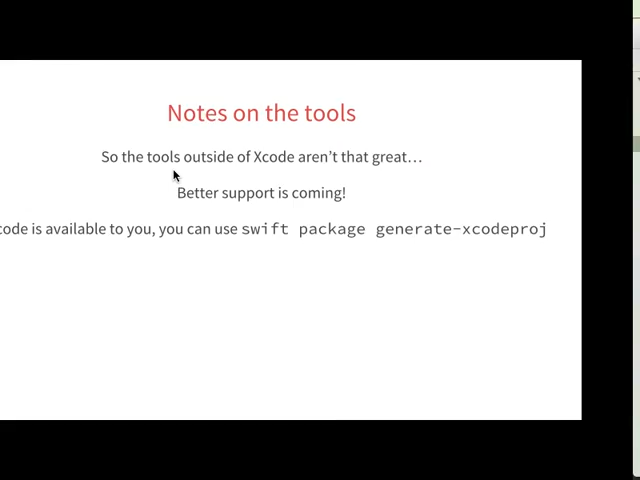 Notes on the tools
So the tools outside of Xcode aren’t that great…
Better support is coming!
code is available to you, you can use swift package generate-xcodeproj